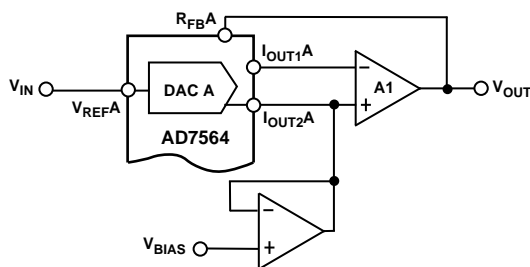 RFBA
IOUT1A
VIN
DAC A
A1
VOUT
VREFA
IOUT2A
AD7564
VBIAS